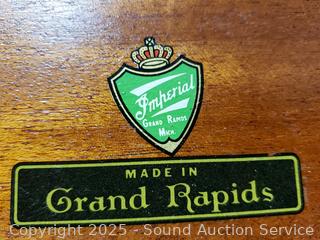 Imperial
GRAND RAPIDS
MICH.
MADE IN
Grand Rapids
Copyright 2025 - Sound Auction Service